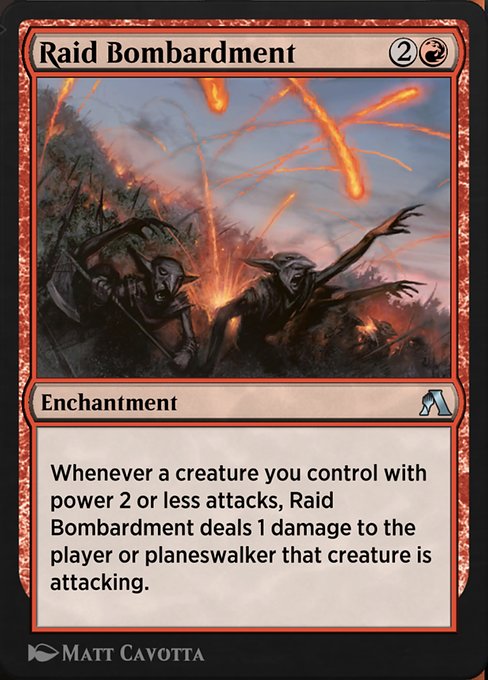 Raid Bombardment 2
Enchantment
Whenever a creature you control with
power 2 or less attacks, Raid
Bombardment deals 1 damage to the
player or planeswalker that creature is
attacking.
Matt Cavotta